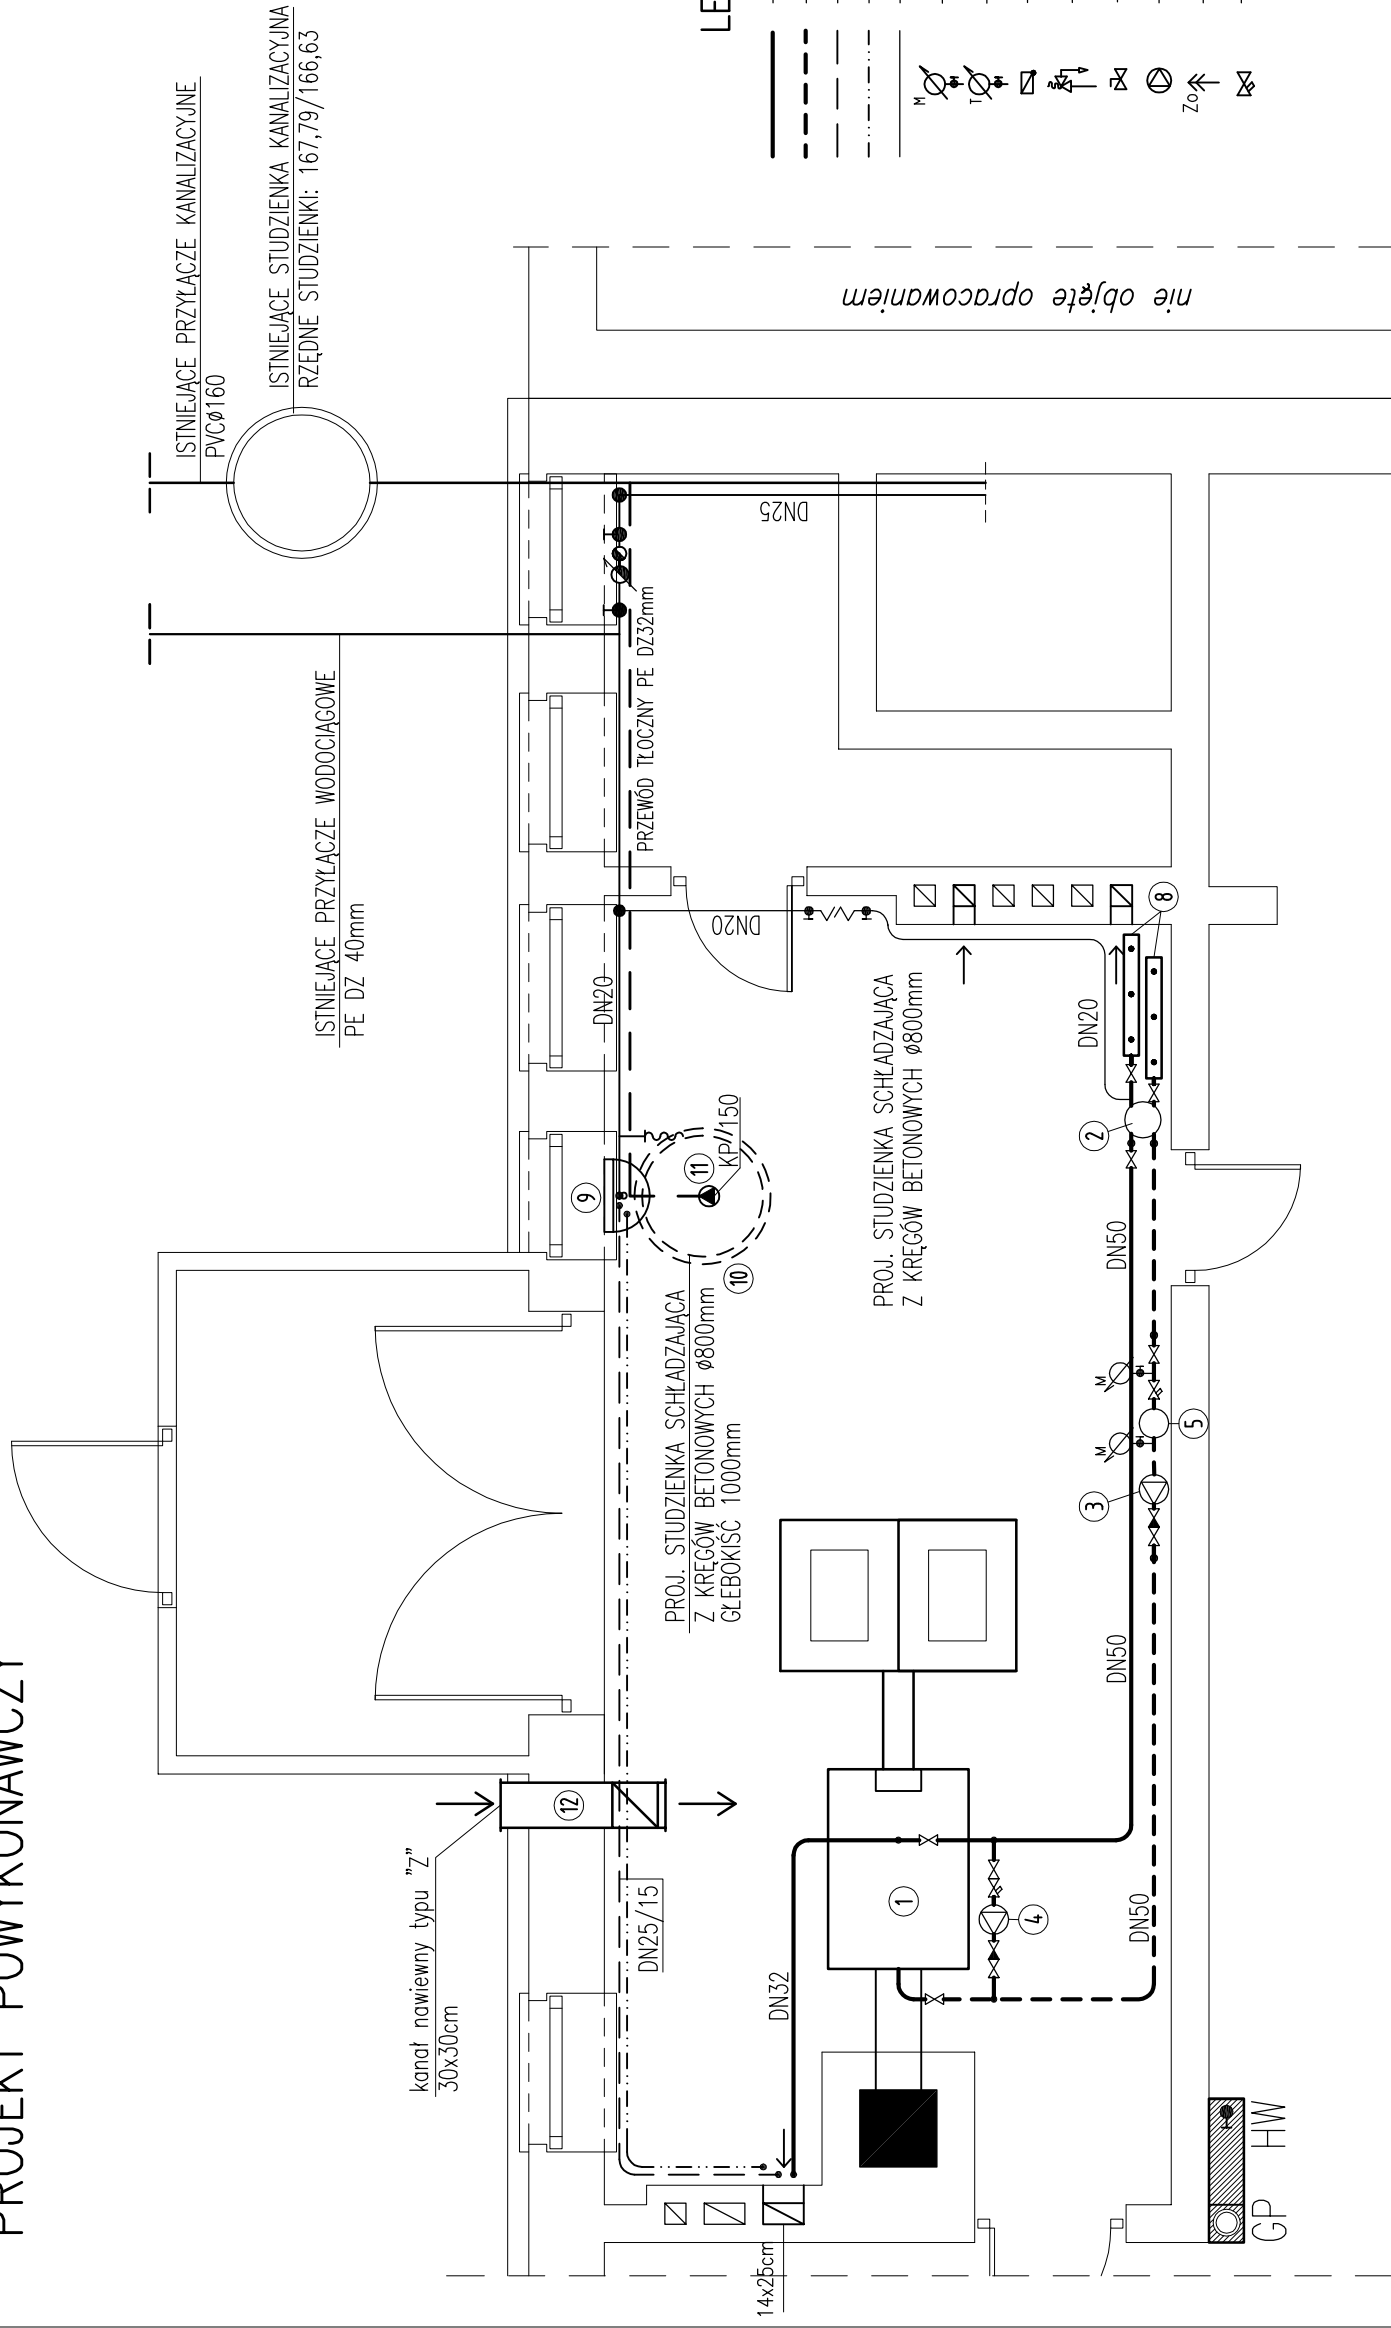 PROJEKT POWYKONAWCZY
ISTNIEJĄCE PRZYŁĄCZE KANALIZACYJNE
PVCø160
ISTNIEJĄCE STUDZIENKA KANALIZACYJNA
RZĘDNE STUDZIENKI: 167,79/166,63
ISTNIEJĄCE PRZYŁĄCZE WODOCIĄGOWE
PE DZ 40mm
kanał nawiewny typu "Z"
30x30cm
12
9
DN20
DN25/15
PRZEWÓD TŁOCZNY PE DZ32mm
PROJ. STUDZIENKA SCHŁADZAJĄCA
Z KRĘGÓW BETONOWYCH ø800mm
GŁEBOKIŚĆ 1000mm
10
11
KP 150
DN20
DN25
14x25cm
DN32
1
PROJ. STUDZIENKA SCHŁADZAJĄCA
Z KRĘGÓW BETONOWYCH ø800mm
4
3
M
M
2
DN20
DN50
DN50
DN50
5
8
GP
HW
nie objęte opracowaniem
LE
M
T
Zo